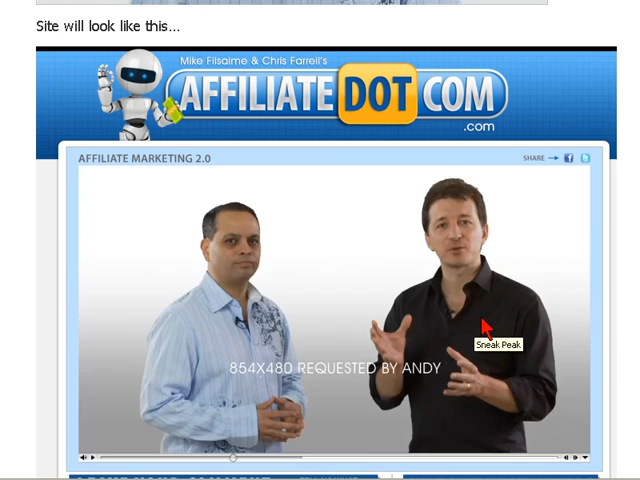 Site will look like this...
Mike Filsaime & Chris Farrell's
AFFILIATE DOT COM
.com
AFFILIATE MARKETING 2.0
SHARE
Sneak Peak
854X480 REQUESTED BY ANDY